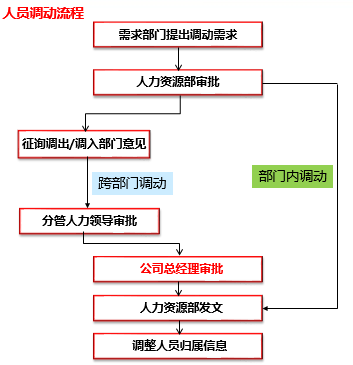 人员调动流程
需求部门提出调动需求
人力资源部审批
征询调出/调入部门意见
跨部门调动
部门内调动
分管人力领导审批
公司总经理审批
人力资源部发文
调整人员归属信息